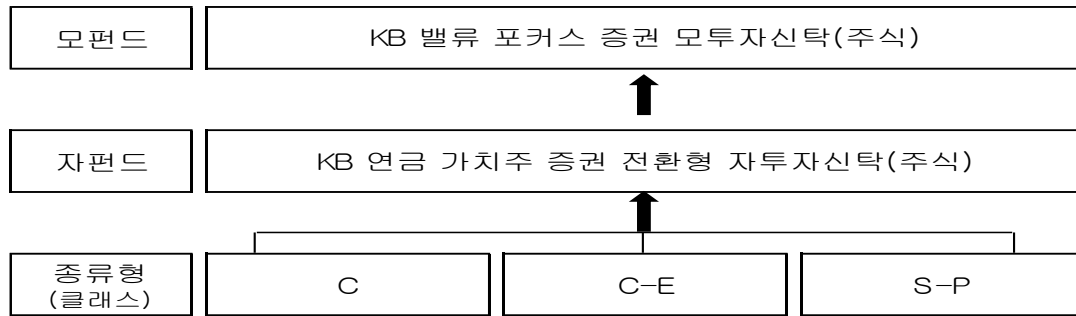 모펀드
KB 밸류 포커스 증권 모투자신탁(주식)
자펀드
KB 연금 가치주 증권 전환형 자투자신탁(주식)
종류형
(클래스)
C
C-E
S-P